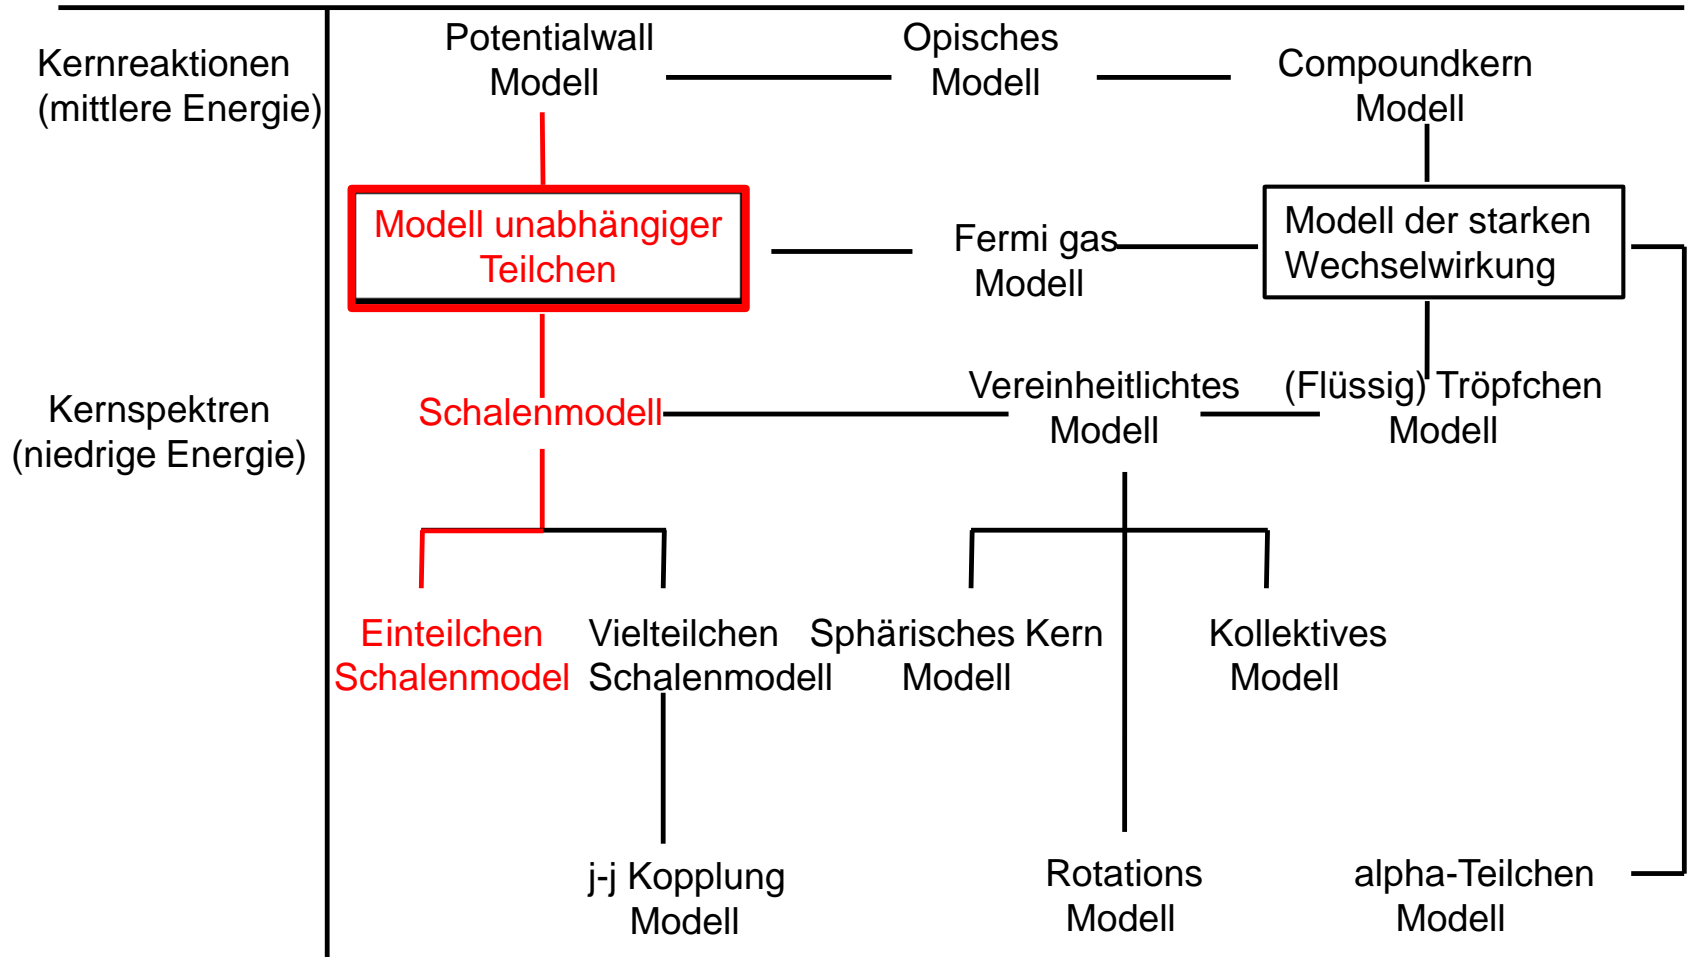 Kernreaktionen
(mittlere Energie)
Potentialwall
Modell
Opisches
Modell
Compoundkern
Modell
Modell unabhängiger
Teilchen
Fermi gas
Modell
Modell der starken
Wechselwirkung
Kernspektren
(niedrige Energie)
Schalenmodell
Vereinheitlichtes
Modell
(Flüssig) Tröpfchen
Modell
Einteilchen
Schalenmodel
Vielteilchen
Schalenmodell
Sphärisches Kern
Modell
Kollektives
Modell
j-j Kopplung
Modell
Rotations
Modell
alpha-Teilchen
Modell